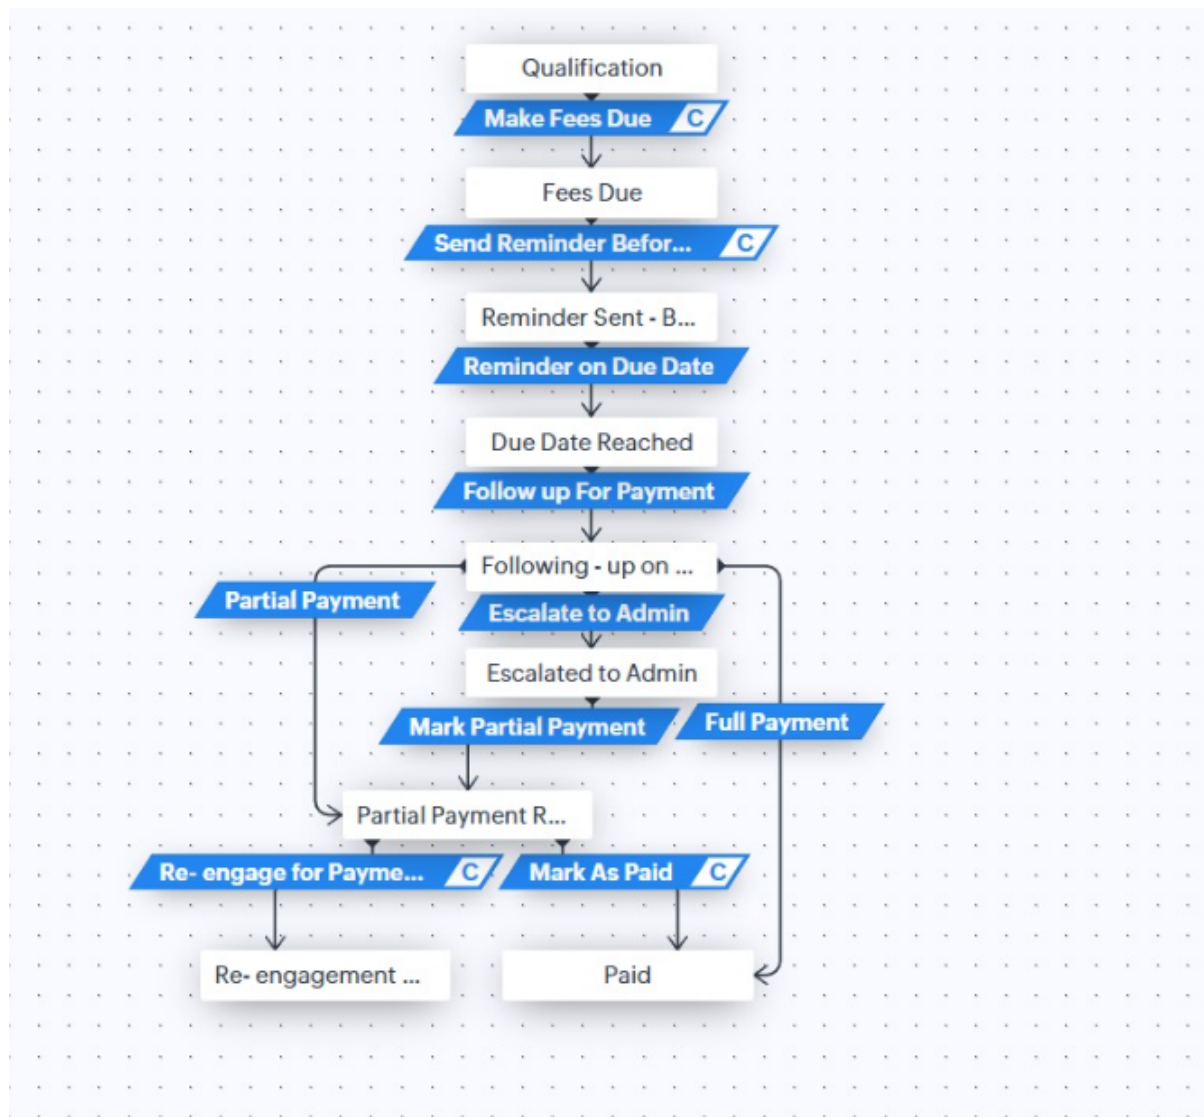 Qualification
Make Fees Due C
Fees Due
Send Reminder Befor... C
Reminder Sent - B...
Reminder on Due Date
Due Date Reached
Follow up For Payment
Following - up on ...
Partial Payment
Escalate to Admin
Escalated to Admin
Mark Partial Payment
Full Payment
Partial Payment R...
Re- engage for Payme... C
Mark As Paid C
Re- engagement ...
Paid